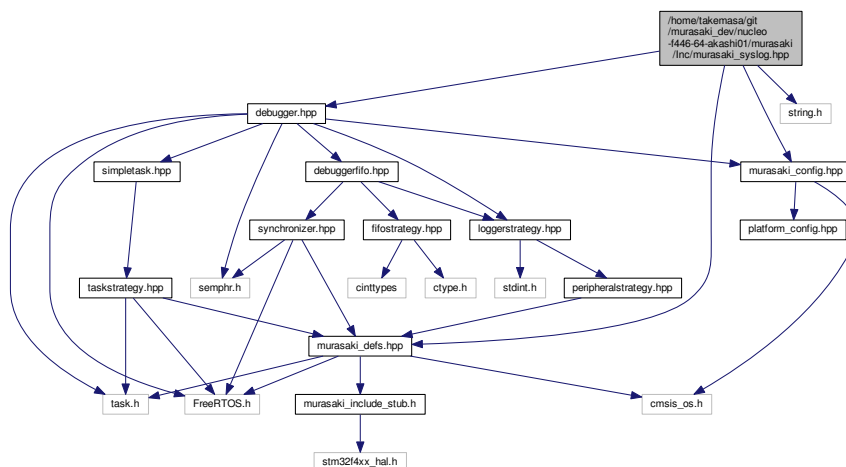 /home/takemasa/git
/murasaki_dev/nucleo
-f446-64-akashi01/murasaki
/Inc/murasaki_syslog.hpp
debugger.hpp
string.h
simpletask.hpp
debuggerfifo.hpp
murasaki_config.hpp
synchronizer.hpp
fifostrategy.hpp
loggerstrategy.hpp
platform_config.hpp
taskstrategy.hpp
semphr.h
cinttypes
ctype.h
stdint.h
peripheralstrategy.hpp
murasaki_defs.hpp
task.h
FreeRTOS.h
murasaki_include_stub.h
cmsis_os.h
stm32f4xx_hal.h